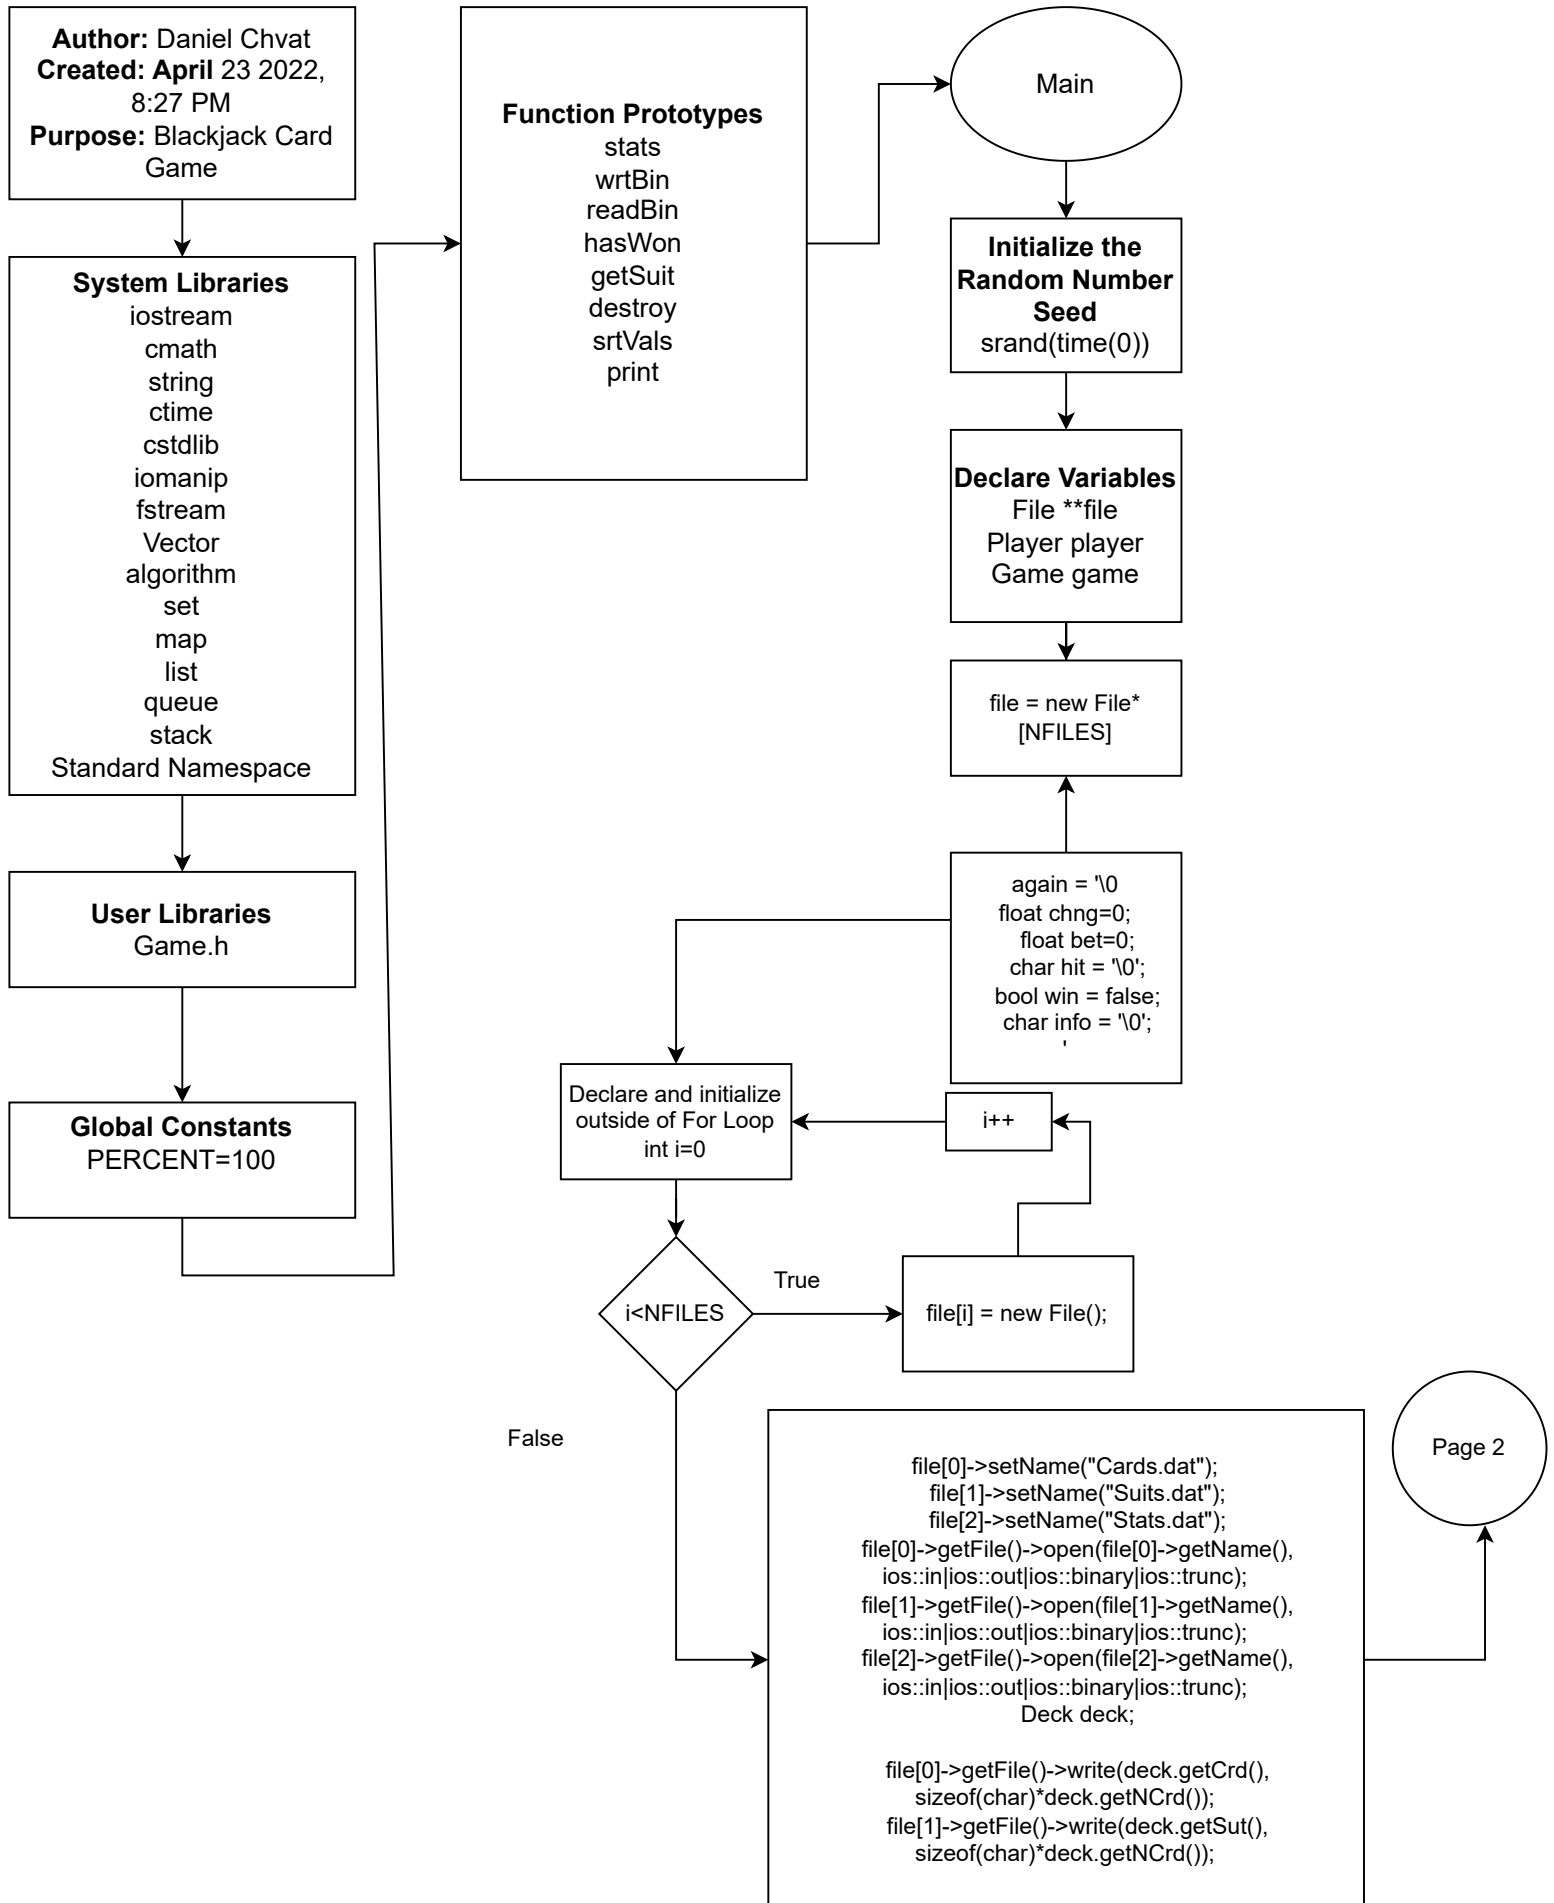 Author: Daniel Chvat
Created: April 23 2022,
8:27 PM
Purpose: Blackjack Card
Game
System Libraries
iostream
cmath
string
ctime
cstdlib
iomanip
fstream
Vector
algorithm
set
map
list
queue
stack
Standard Namespace
User Libraries
Game.h
Global Constants
PERCENT=100
Function Prototypes
stats
wrtBin
readBin
hasWon
getSuit
destroy
srtVals
print
Main
Initialize the
Random Number
Seed
srand(time(0))
Declare Variables
File **file
Player player
Game game
file = new File*
[NFILES]
again = '\0
float chng=0;
float bet=0;
char hit = '\0';
bool win = false;
char info = '\0';
'
Declare and initialize
outside of For Loop
int i=0
i++
i<NFILES
True
file[i] = new File();
False
file[0]->setName("Cards.dat");
file[1]->setName("Suits.dat");
file[2]->setName("Stats.dat");
file[0]->getFile()->open(file[0]->getName(),
ios::in|ios::out|ios::binary|ios::trunc);
file[1]->getFile()->open(file[1]->getName(),
ios::in|ios::out|ios::binary|ios::trunc);
file[2]->getFile()->open(file[2]->getName(),
ios::in|ios::out|ios::binary|ios::trunc);
Deck deck;
file[0]->getFile()->write(deck.getCrd(),
sizeof(char)*deck.getNCrd());
file[1]->getFile()->write(deck.getSut(),
sizeof(char)*deck.getNCrd());
Page 2